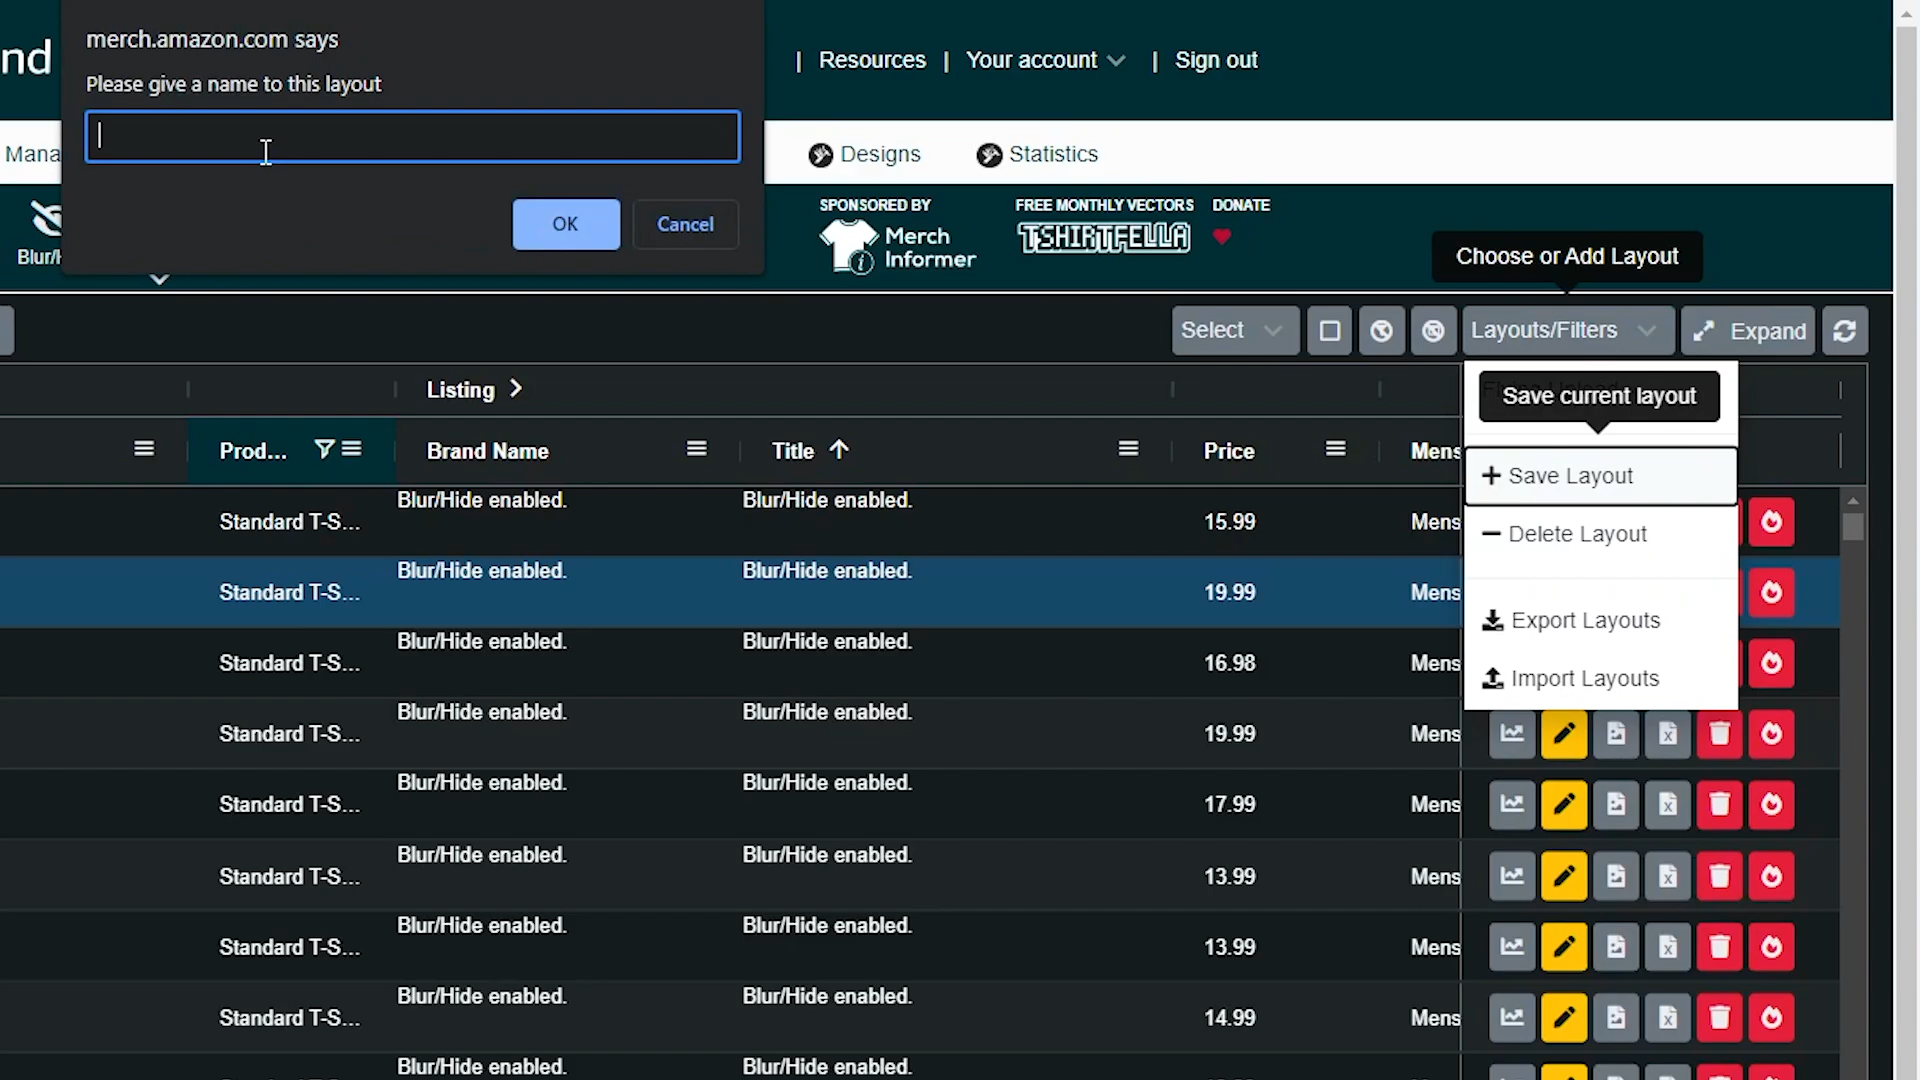 nd
merch.amazon.com says
Please give a name to this layout
OK
Cancel
| Resources | Your account | Sign out
Mana
Designs
Statistics
Blur/H
SPONSORED BY
Merch
Informer
FREE MONTHLY VECTORS
TSHIRTFELLA
DONATE
Choose or Add Layout
Select
Layouts/Filters
Expand
Listing
Save current layout
Prod...
Brand Name
Title
Price
Mens
+ Save Layout
− Delete Layout
Export Layouts
Import Layouts
Standard T-S... Blur/Hide enabled. Blur/Hide enabled. 15.99 Mens
Standard T-S... Blur/Hide enabled. Blur/Hide enabled. 19.99 Mens
Standard T-S... Blur/Hide enabled. Blur/Hide enabled. 16.98 Mens
Standard T-S... Blur/Hide enabled. Blur/Hide enabled. 19.99 Mens
Standard T-S... Blur/Hide enabled. Blur/Hide enabled. 17.99 Mens
Standard T-S... Blur/Hide enabled. Blur/Hide enabled. 13.99 Mens
Standard T-S... Blur/Hide enabled. Blur/Hide enabled. 13.99 Mens
Standard T-S... Blur/Hide enabled. Blur/Hide enabled. 14.99 Mens
Blur/Hide enabled. Blur/Hide enabled.